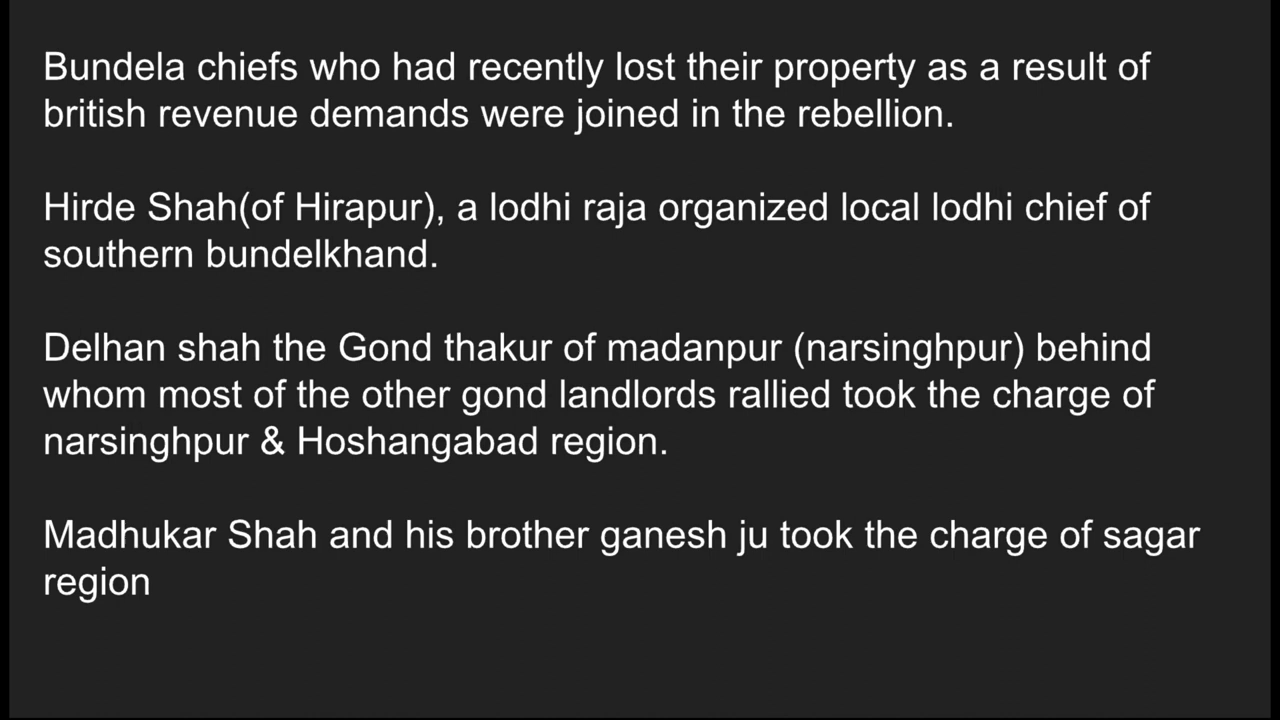 Bundela chiefs who had recently lost their property as a result of
british revenue demands were joined in the rebellion.
Hirde Shah(of Hirapur), a lodhi raja organized local lodhi chief of
southern bundelkhand.
Delhan shah the Gond thakur of madanpur (narsinghpur) behind
whom most of the other gond landlords rallied took the charge of
narsinghpur & Hoshangabad region.
Madhukar Shah and his brother ganesh ju took the charge of sagar
region